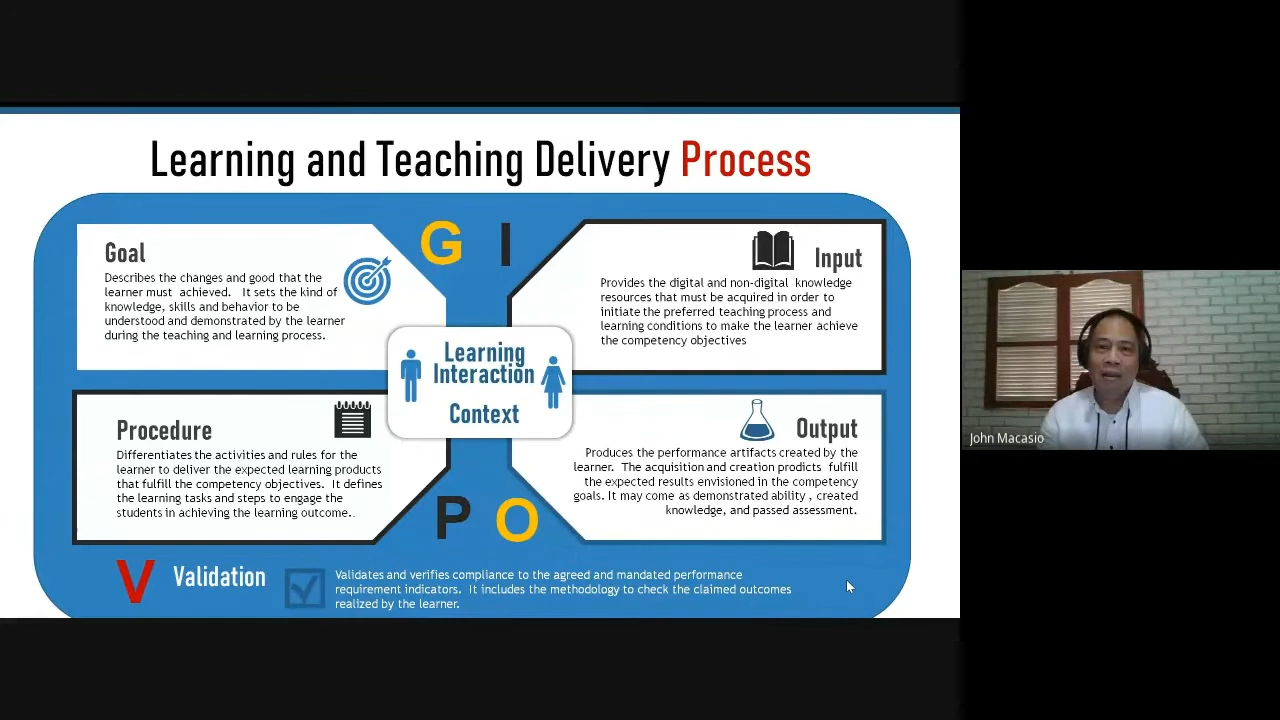 Learning and Teaching Delivery Process
G I
Goal
Describes the changes and good that the
learner must achieved. It sets the kind of
knowledge, skills and behavior to be
understood and demonstrated by the learner
during the teaching and learning process.
Input
Provides the digital and non-digital knowledge
resources that must be acquired in order to
initiate the preferred teaching process and
learning conditions to make the learner achieve
the competency objectives
Learning
Interaction
Context
Procedure
Differentiates the activities and rules for the
learner to deliver the expected learning products
that fulfill the competency objectives. It defines
the learning tasks and steps to engage the
students in achieving the learning outcome..
Output
Produces the performance artifacts created by the
learner. The acquisition and creation prodicts fulfill
the expected results envisioned in the competency
goals. It may come as demonstrated ability , created
knowledge, and passed assessment.
P O
V Validation
Validates and verifies compliance to the agreed and mandated performance
requirement indicators. It includes the methodology to check the claimed outcomes
realized by the learner.
John Macasio